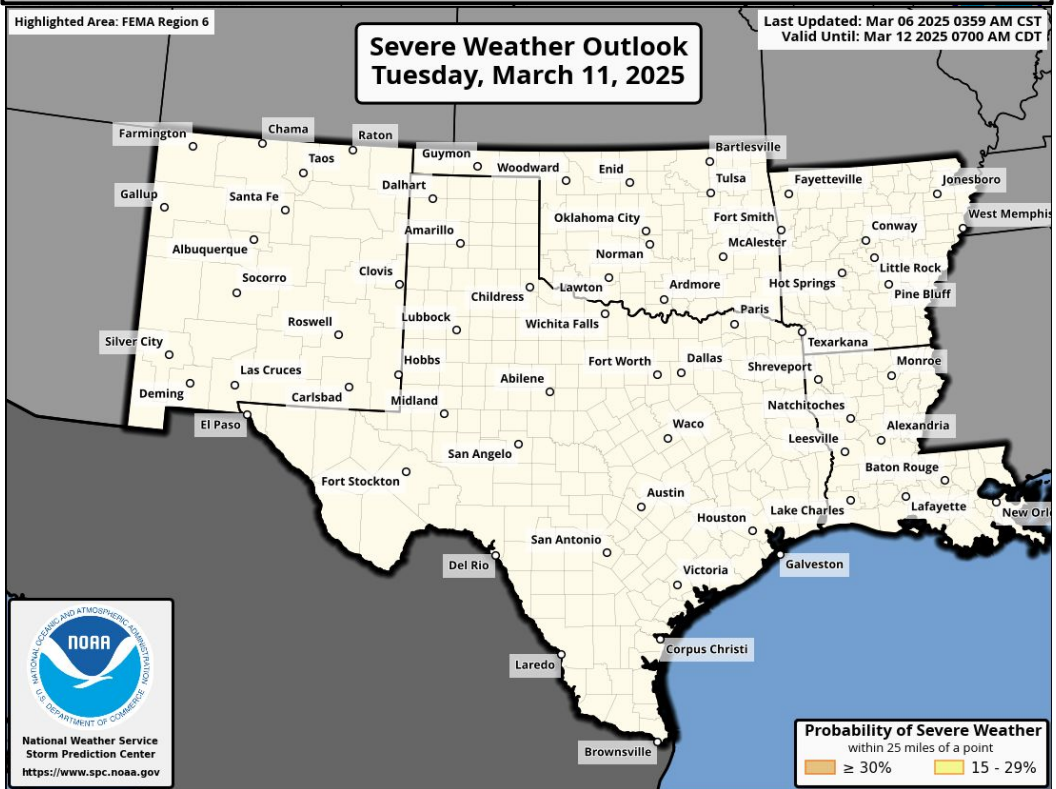 Highlighted Area: FEMA Region 6
Severe Weather Outlook
Tuesday, March 11, 2025
Last Updated: Mar 06 2025 0359 AM CST
Valid Until: Mar 12 2025 0700 AM CDT
Farmington
Chama
Raton
Taos
Guymon
Woodward
Enid
Bartlesville
Tulsa
Fayetteville
Jonesboro
Gallup
Santa Fe
Dalhart
Oklahoma City
Fort Smith
Conway
West Memphis
Albuquerque
Amarillo
Norman
McAlester
Little Rock
Socorro
Clovis
Childress
Lawton
Ardmore
Hot Springs
Pine Bluff
Roswell
Lubbock
Wichita Falls
Paris
Texarkana
Silver City
Las Cruces
Hobbs
Fort Worth
Dallas
Shreveport
Monroe
Deming
Carlsbad
Midland
Abilene
Natchitoches
El Paso
San Angelo
Waco
Leesville
Alexandria
Fort Stockton
Baton Rouge
Austin
Houston
Lake Charles
Lafayette
New Orl
Del Rio
San Antonio
Victoria
Galveston
Laredo
Corpus Christi
Brownsville
NATIONAL OCEANIC AND ATMOSPHERIC ADMINISTRATION
NOAA
U.S. DEPARTMENT OF COMMERCE
National Weather Service
Storm Prediction Center
https://www.spc.noaa.gov
Probability of Severe Weather
within 25 miles of a point
≥ 30% 15 - 29%